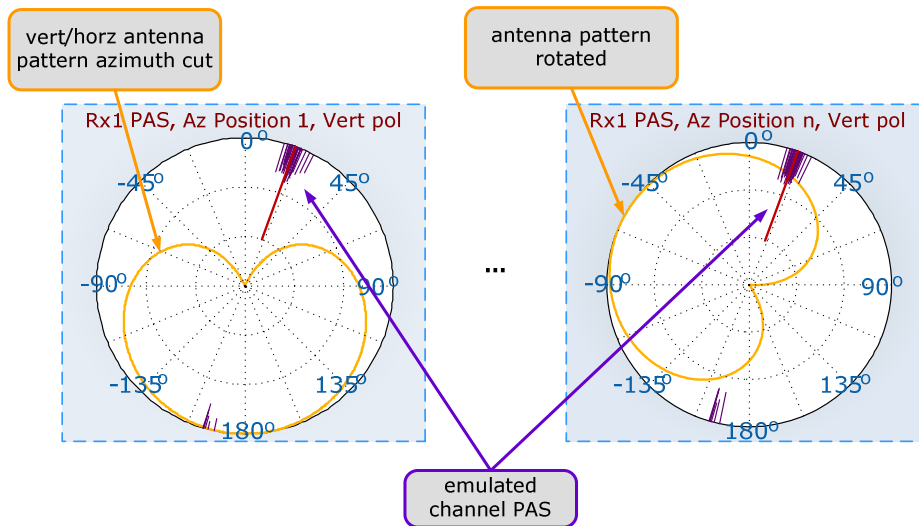 vert/horz antenna
pattern azimuth cut
antenna pattern
rotated
Rx1 PAS, Az Position 1, Vert pol
0º
-45º
45º
-90º
90º
-135º
135º
180º
...
Rx1 PAS, Az Position n, Vert pol
0º
-45º
45º
-90º
90º
-135º
135º
180º
emulated
channel PAS